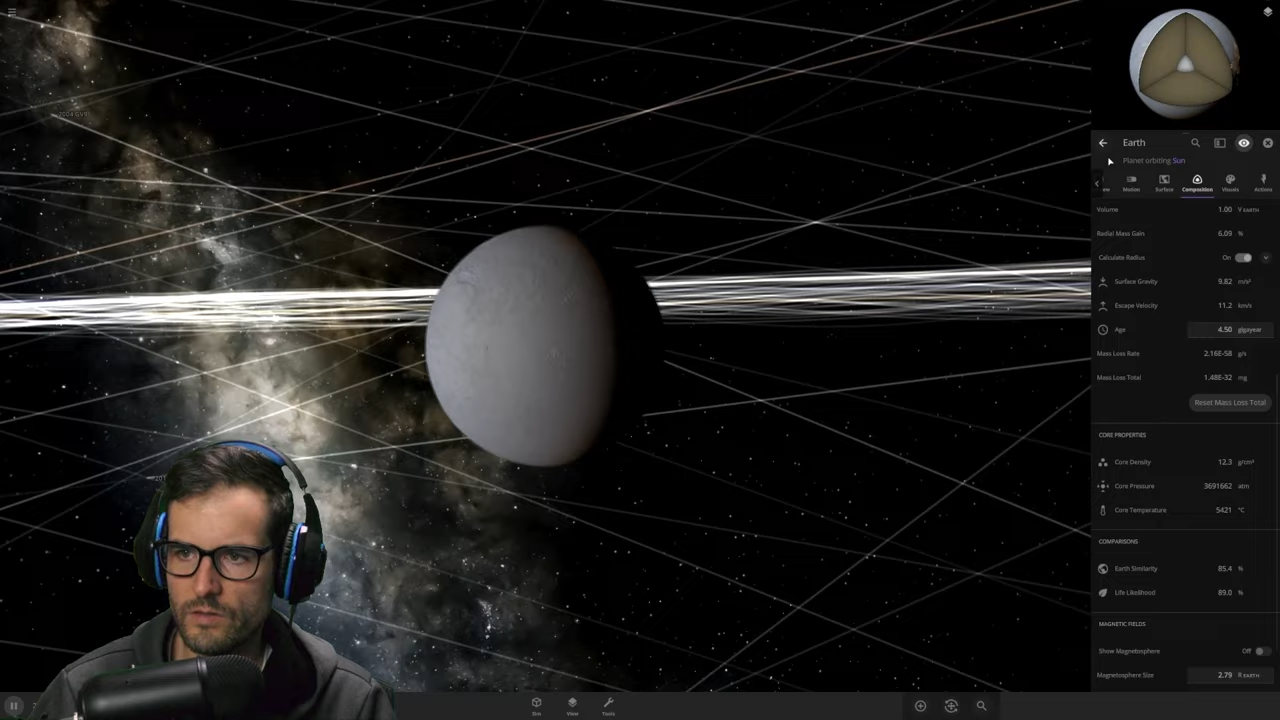 Earth
Planet orbiting Sun
Motion
Surface
Composition
Visuals
Actions
Volume 1.00 V EARTH
Radial Mass Gain 6.09 %
Calculate Radius On
Surface Gravity 9.82 m/s²
Escape Velocity 11.2 km/s
Age 4.50 gigayear
Mass Loss Rate 2.16E-58 g/s
Mass Loss Total 1.48E-32 mg
Reset Mass Loss Total
CORE PROPERTIES
Core Density 12.3 g/cm³
Core Pressure 3691662 atm
Core Temperature 5421 °C
COMPARISONS
Earth Similarity 85.4 %
Life Likelihood 89.0 %
MAGNETIC FIELDS
Show Magnetosphere Off
Magnetosphere Size 2.79 R EARTH
Sim
View
Tools